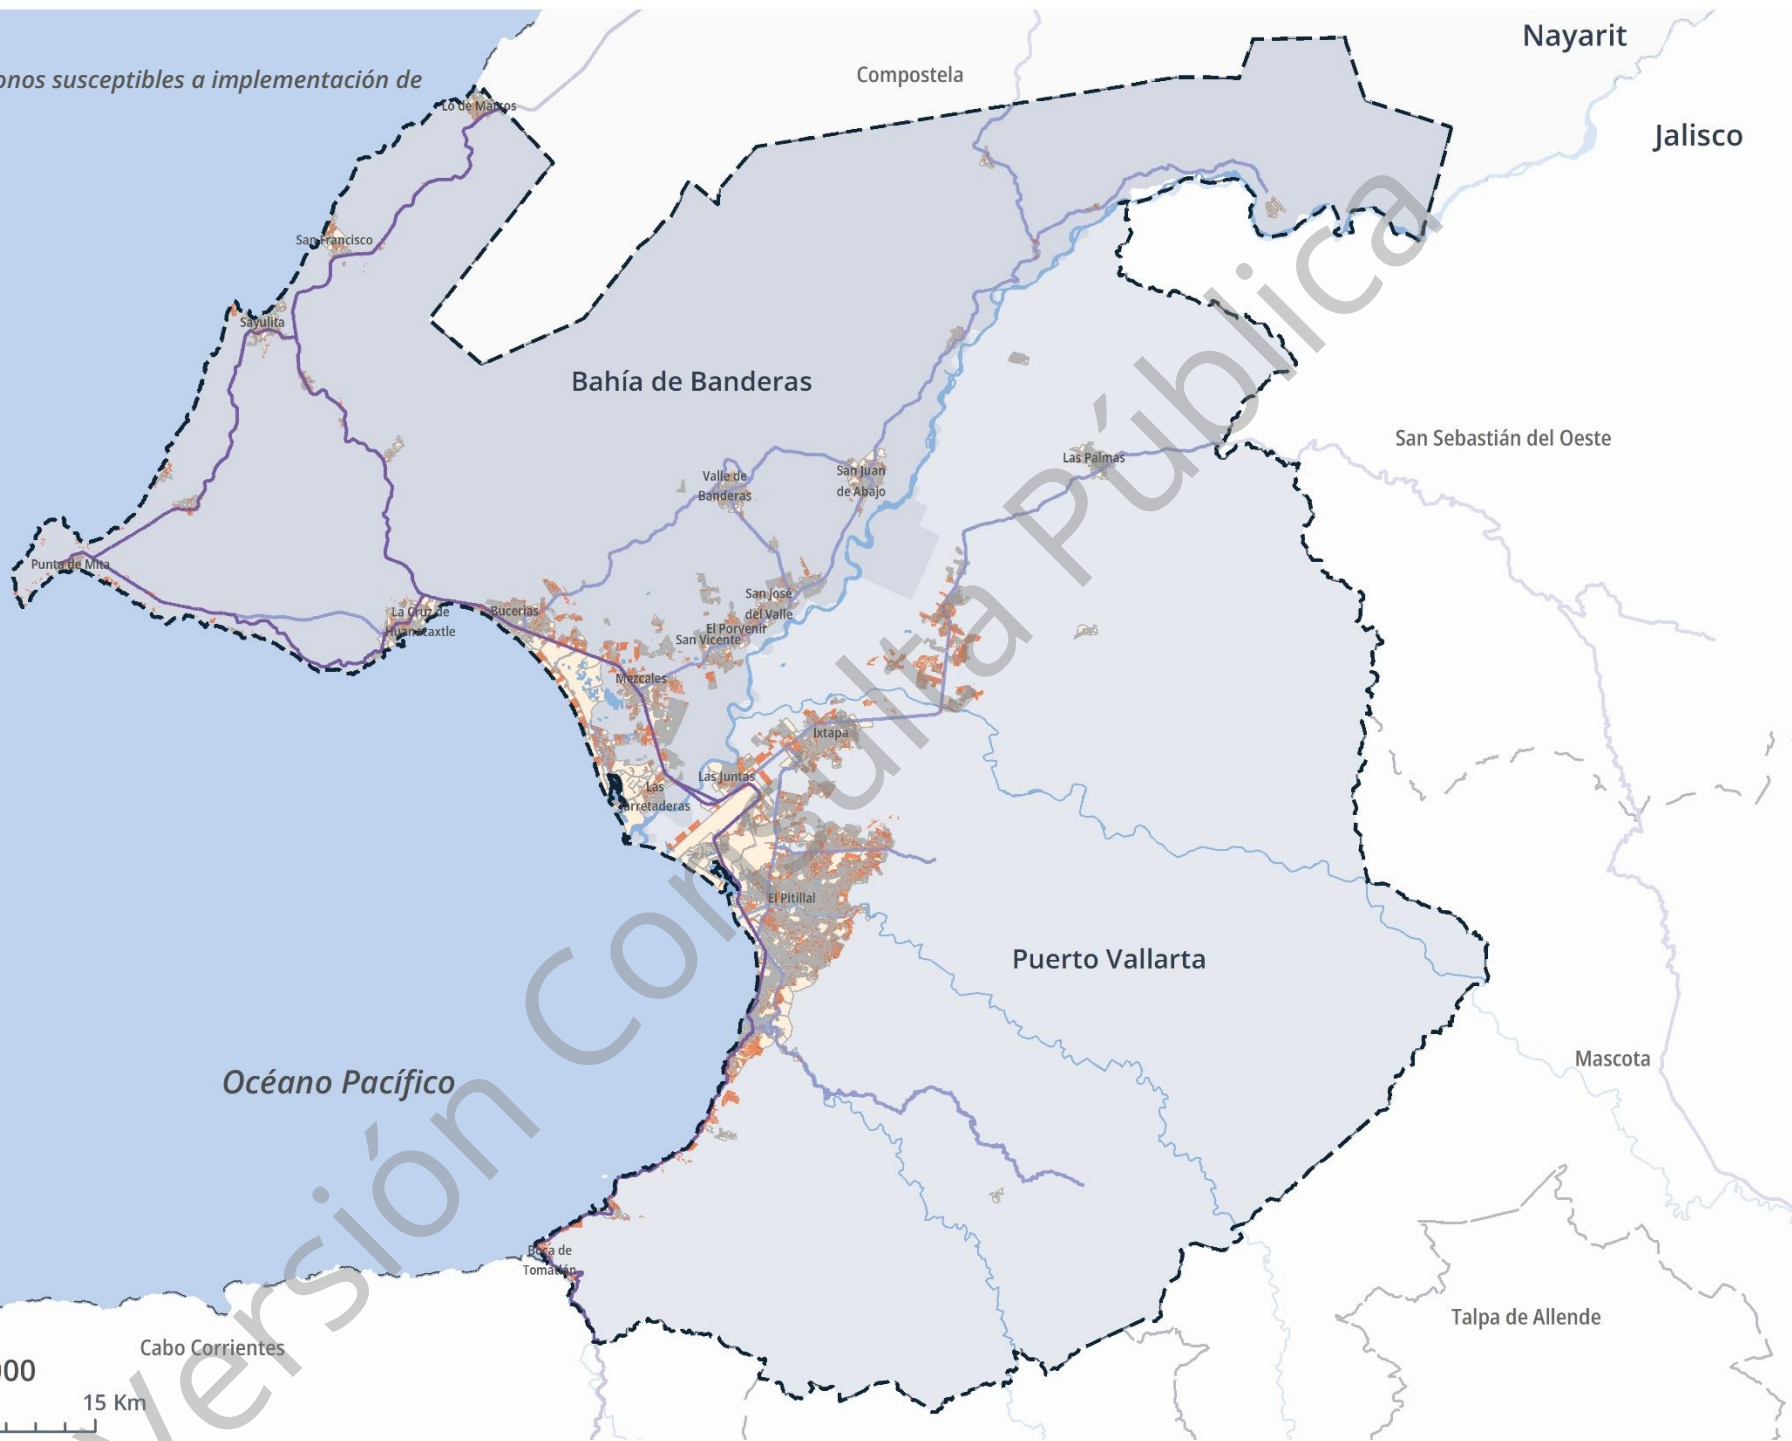 Nayarit
onos susceptibles a implementación de
Compostela
Lo de Marcos
Jalisco
San Francisco
Sayulita
Bahía de Banderas
San Sebastián del Oeste
Las Palmas
Valle de
Banderas
San Juan
de Abajo
Punta de Mita
San José
del Valle
La Cruz de
Huanacaxtle
Bucerías
El Porvenir
San Vicente
Mezcales
Ixtapa
Las Juntas
Las
Jarretaderas
El Pitillal
Puerto Vallarta
Océano Pacífico
Mascota
Boca de
Tomatlán
Talpa de Allende
Cabo Corrientes
000
15 Km
Versión Consulta Pública